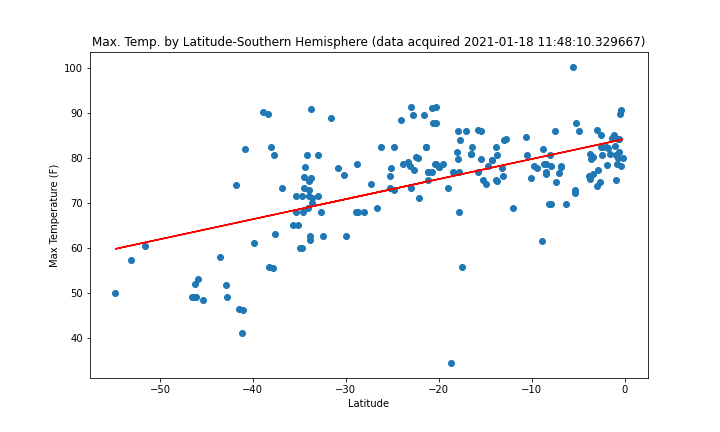 Max. Temp. by Latitude-Southern Hemisphere (data acquired 2021-01-18 11:48:10.329667)
100
90
80
70
60
50
40
Max Temperature (F)
−50 −40 −30 −20 −10 0
Latitude